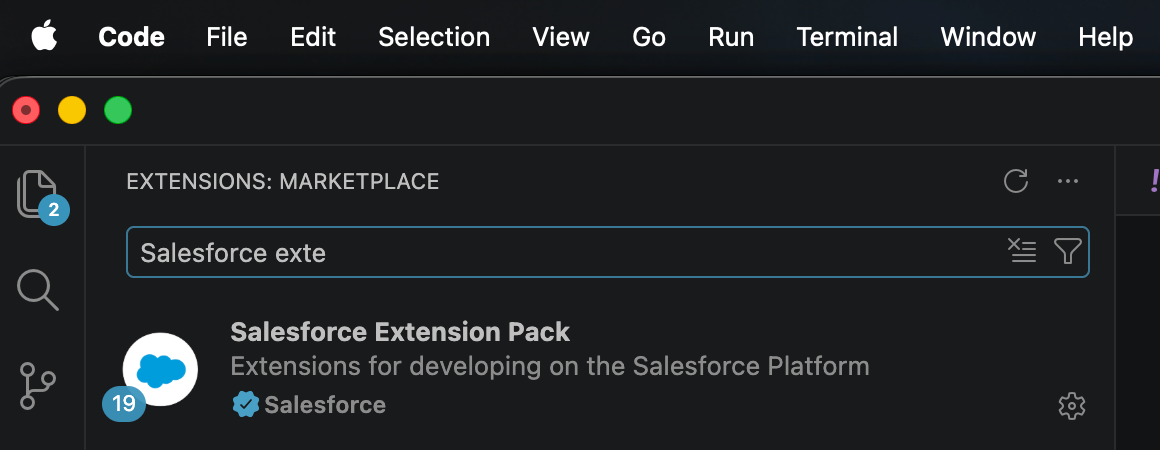 Code File Edit Selection View Go Run Terminal Window Help
EXTENSIONS: MARKETPLACE
2
Salesforce exte
Salesforce Extension Pack
Extensions for developing on the Salesforce Platform
19
Salesforce
!